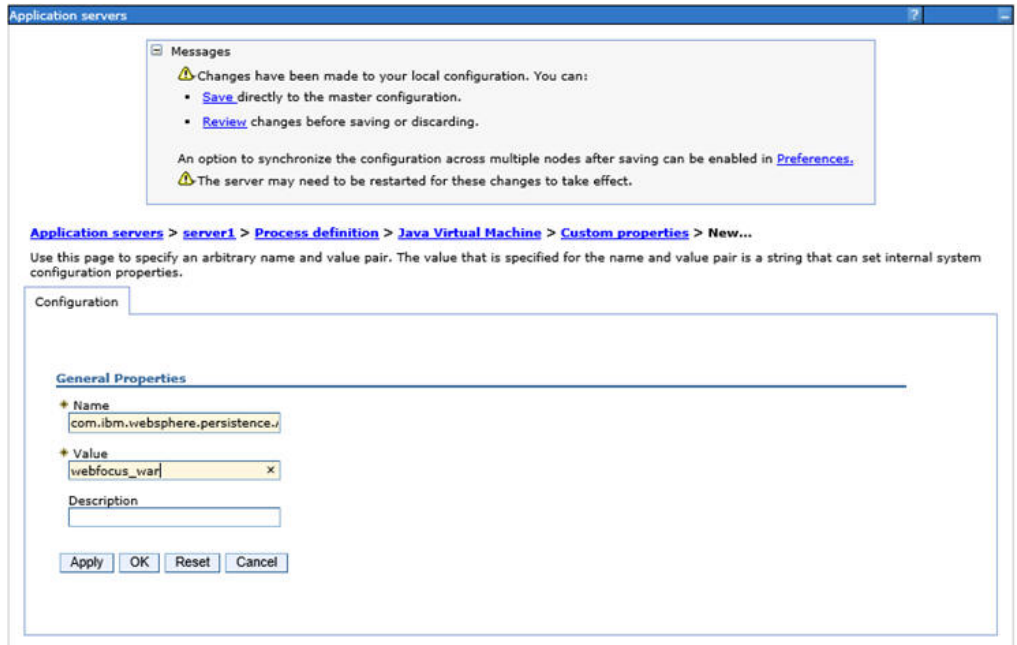 Application servers ? –
Messages
Changes have been made to your local configuration. You can:
▪ Save directly to the master configuration.
▪ Review changes before saving or discarding.
An option to synchronize the configuration across multiple nodes after saving can be enabled in Preferences.
The server may need to be restarted for these changes to take effect.
Application servers > server1 > Process definition > Java Virtual Machine > Custom properties > New...
Use this page to specify an arbitrary name and value pair. The value that is specified for the name and value pair is a string that can set internal system
configuration properties.
Configuration
General Properties
Name
com.ibm.websphere.persistence.
Value
webfocus_war ×
Description
Apply OK Reset Cancel